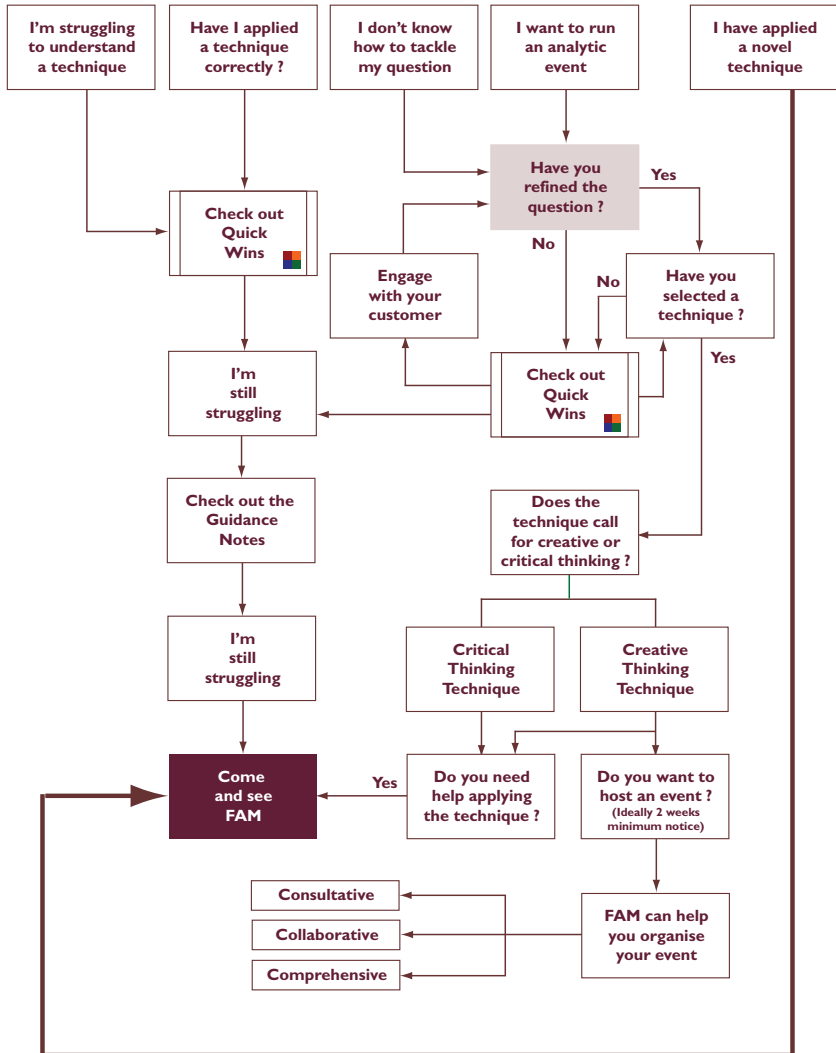 I'm struggling
to understand
a technique
Have I applied
a technique
correctly ?
I don't know
how to tackle
my question
I want to run
an analytic
event
I have applied
a novel
technique
Have you
refined the
question ?
Yes
No
Check out
Quick
Wins
Engage
with your
customer
No
Have you
selected a
technique ?
Yes
I'm
still
struggling
Check out
Quick
Wins
Check out the
Guidance
Notes
Does the
technique call
for creative or
critical thinking ?
I'm
still
struggling
Critical
Thinking
Technique
Creative
Thinking
Technique
Come
and see
FAM
Yes
Do you need
help applying
the technique ?
Do you want to
host an event ?
(Ideally 2 weeks
minimum notice)
Consultative
Collaborative
Comprehensive
FAM can help
you organise
your event